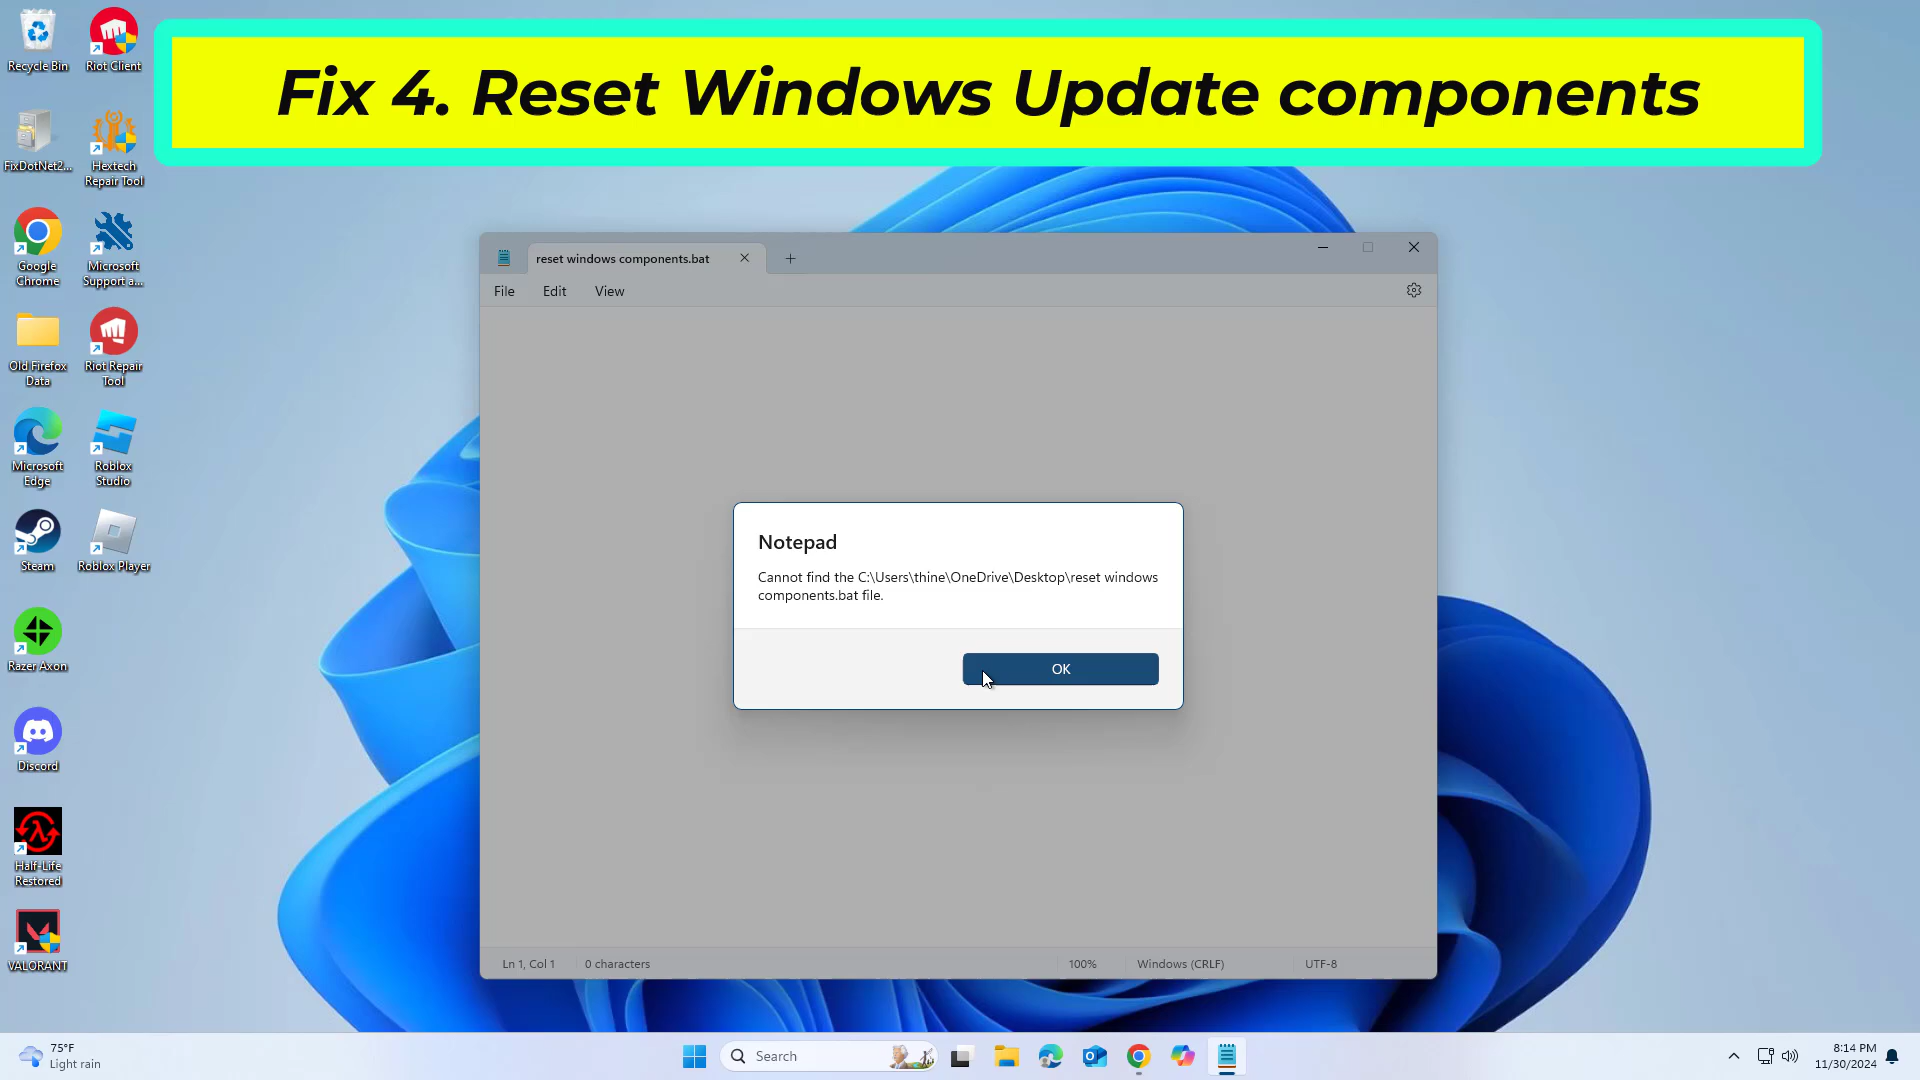 Fix 4. Reset Windows Update components
Recycle Bin
Riot Client
FixDotNet2...
Hextech
Repair Tool
Google
Chrome
Microsoft
Support a...
Old Firefox
Data
Riot Repair
Tool
Microsoft
Edge
Roblox
Studio
Steam
Roblox Player
Razer Axon
Discord
Half-Life
Restored
VALORANT
reset windows components.bat
File
Edit
View
Notepad
Cannot find the C:\Users\thine\OneDrive\Desktop\reset windows
components.bat file.
OK
Ln 1, Col 1
0 characters
100%
Windows (CRLF)
UTF-8
75°F
Light rain
Search
8:14 PM
11/30/2024